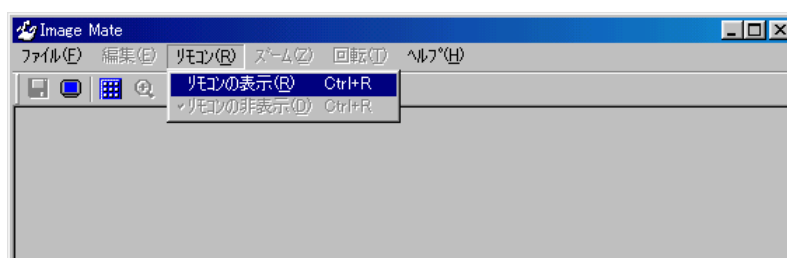 Image Mate
ファイル(F) 編集(E) リモコン(R) ズーム(Z) 回転(T) ヘルプ(H)
リモコンの表示(R) Ctrl+R
✓リモコンの非表示(D) Ctrl+R